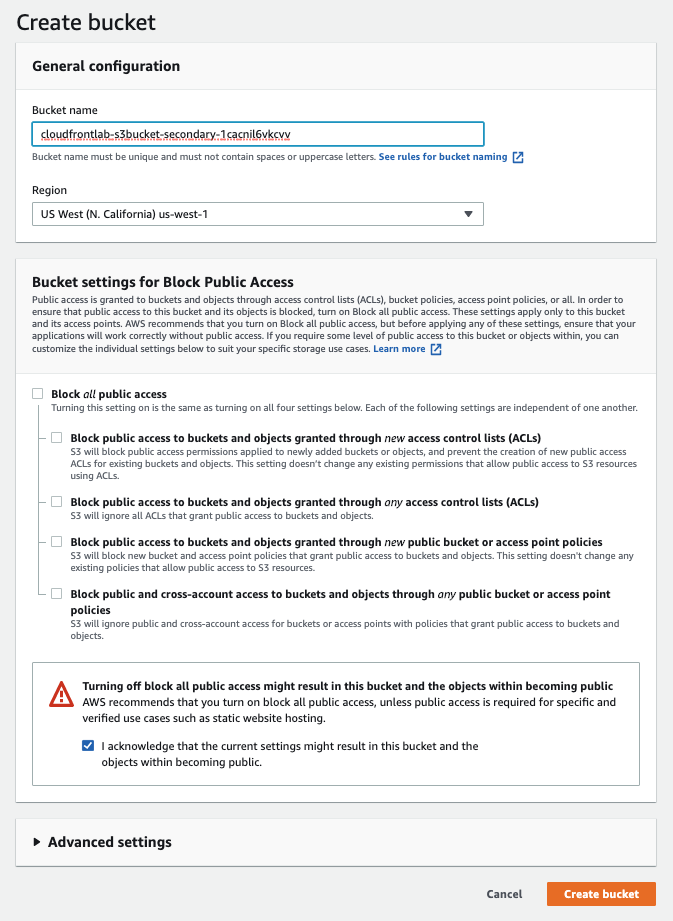 Create bucket
General configuration
Bucket name
cloudfrontlab-s3bucket-secondary-1cacnil6vkcvv
Bucket name must be unique and must not contain spaces or uppercase letters. See rules for bucket naming
Region
US West (N. California) us-west-1
Bucket settings for Block Public Access
Public access is granted to buckets and objects through access control lists (ACLs), bucket policies, access point policies, or all. In order to
ensure that public access to this bucket and its objects is blocked, turn on Block all public access. These settings apply only to this bucket
and its access points. AWS recommends that you turn on Block all public access, but before applying any of these settings, ensure that your
applications will work correctly without public access. If you require some level of public access to this bucket or objects within, you can
customize the individual settings below to suit your specific storage use cases. Learn more
Block all public access
Turning this setting on is the same as turning on all four settings below. Each of the following settings are independent of one another.
Block public access to buckets and objects granted through new access control lists (ACLs)
S3 will block public access permissions applied to newly added buckets or objects, and prevent the creation of new public access
ACLs for existing buckets and objects. This setting doesn't change any existing permissions that allow public access to S3 resources
using ACLs.
Block public access to buckets and objects granted through any access control lists (ACLs)
S3 will ignore all ACLs that grant public access to buckets and objects.
Block public access to buckets and objects granted through new public bucket or access point policies
S3 will block new bucket and access point policies that grant public access to buckets and objects. This setting doesn't change any
existing policies that allow public access to S3 resources.
Block public and cross-account access to buckets and objects through any public bucket or access point
policies
S3 will ignore public and cross-account access for buckets or access points with policies that grant public access to buckets and
objects.
Turning off block all public access might result in this bucket and the objects within becoming public
AWS recommends that you turn on block all public access, unless public access is required for specific and
verified use cases such as static website hosting.
I acknowledge that the current settings might result in this bucket and the
objects within becoming public.
Advanced settings
Cancel
Create bucket